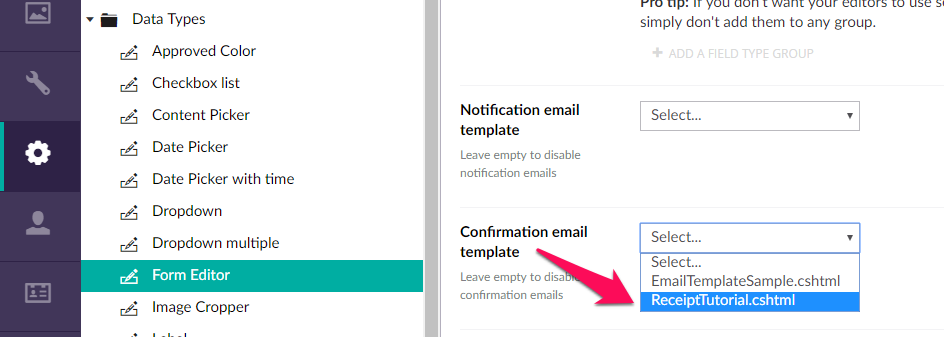 Data Types
Approved Color
Checkbox list
Content Picker
Date Picker
Date Picker with time
Dropdown
Dropdown multiple
Form Editor
Image Cropper
Label
Pro tip: If you don't want your editors to use
simply don't add them to any group.
ADD A FIELD TYPE GROUP
Notification email
template
Leave empty to disable
notification emails
Select...
Confirmation email
template
Leave empty to disable
confirmation emails
Select...
Select...
EmailTemplateSample.cshtml
ReceiptTutorial.cshtml